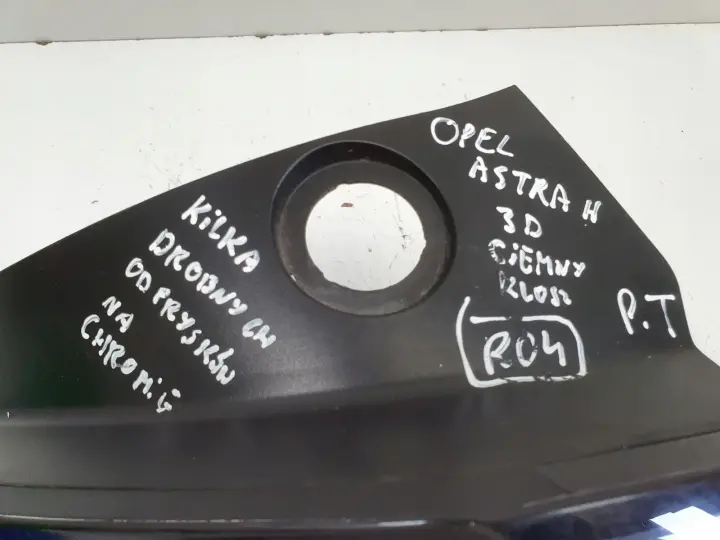 KiLKA
DROBNYCH
ODPRYSKÓW
NA
CHROMiE
OPEL
ASTRA H
3D
CiEMNY
KLOSZ
R04
P.T